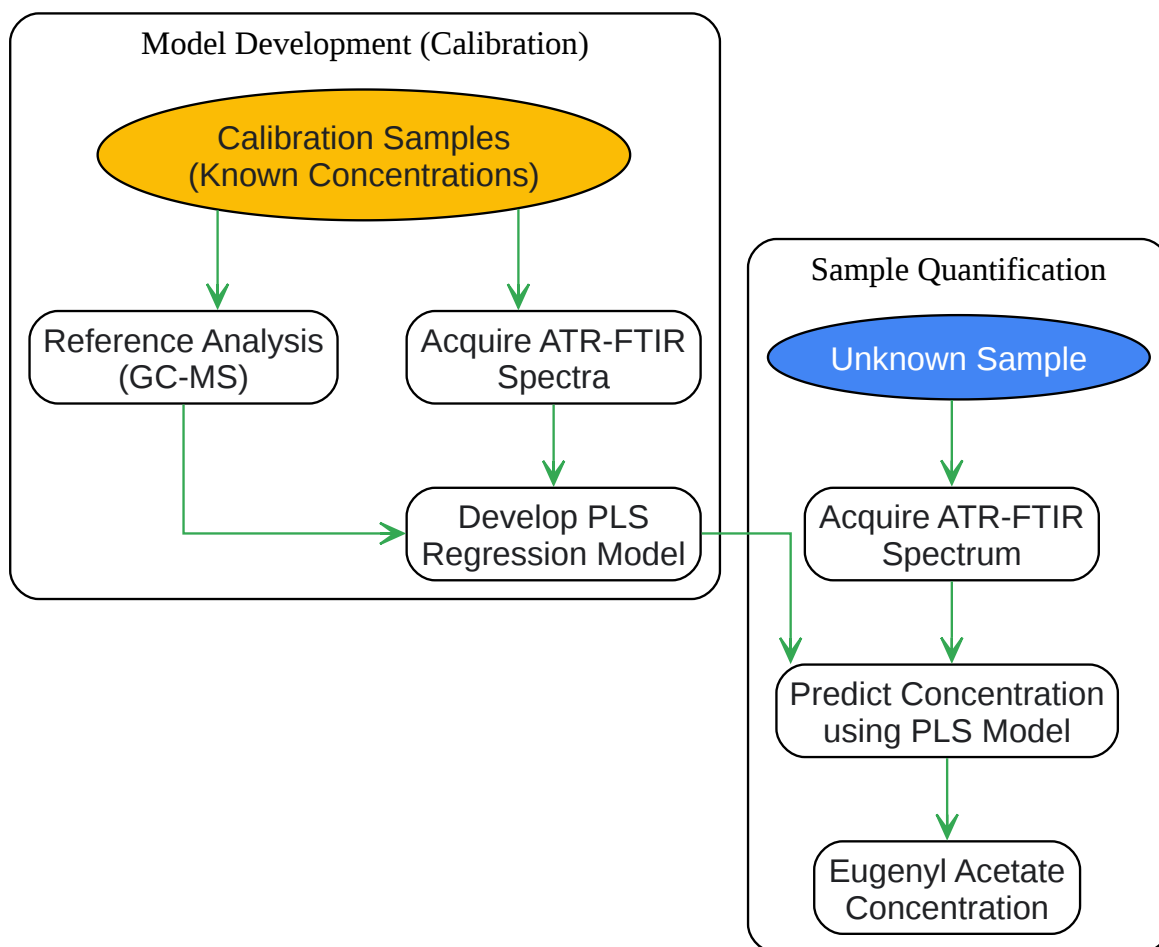 Model Development (Calibration)
Calibration Samples
(Known Concentrations)
Reference Analysis
(GC-MS)
Acquire ATR-FTIR
Spectra
Develop PLS
Regression Model
Sample Quantification
Unknown Sample
Acquire ATR-FTIR
Spectrum
Predict Concentration
using PLS Model
Eugenyl Acetate
Concentration